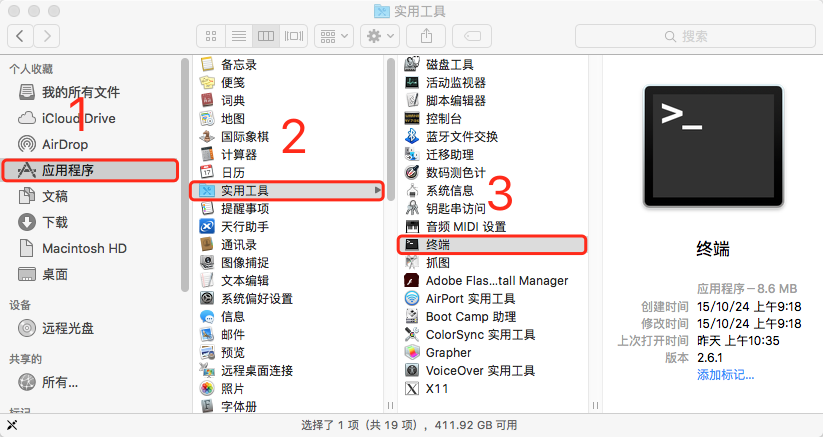 实用工具
搜索
个人收藏
我的所有文件
iCloud Drive
AirDrop
应用程序
文稿
下载
Macintosh HD
桌面
设备
远程光盘
共享的
所有...
标记
1
备忘录
便笺
词典
地图
国际象棋
计算器
日历
实用工具
提醒事项
天行助手
通讯录
图像捕捉
文本编辑
系统偏好设置
信息
邮件
预览
远程桌面连接
照片
字体册
2
磁盘工具
活动监视器
脚本编辑器
控制台
蓝牙文件交换
迁移助理
数码测色计
系统信息
钥匙串访问
音频 MIDI 设置
终端
抓图
Adobe Flas...tall Manager
AirPort 实用工具
Boot Camp 助理
ColorSync 实用工具
Grapher
VoiceOver 实用工具
X11
3
>_
终端
应用程序－8.6 MB
创建时间 15/10/24 上午9:18
修改时间 15/10/24 上午9:18
上次打开时间 昨天 上午10:35
版本 2.6.1
添加标记...
选择了 1 项（共 19 项），411.92 GB 可用